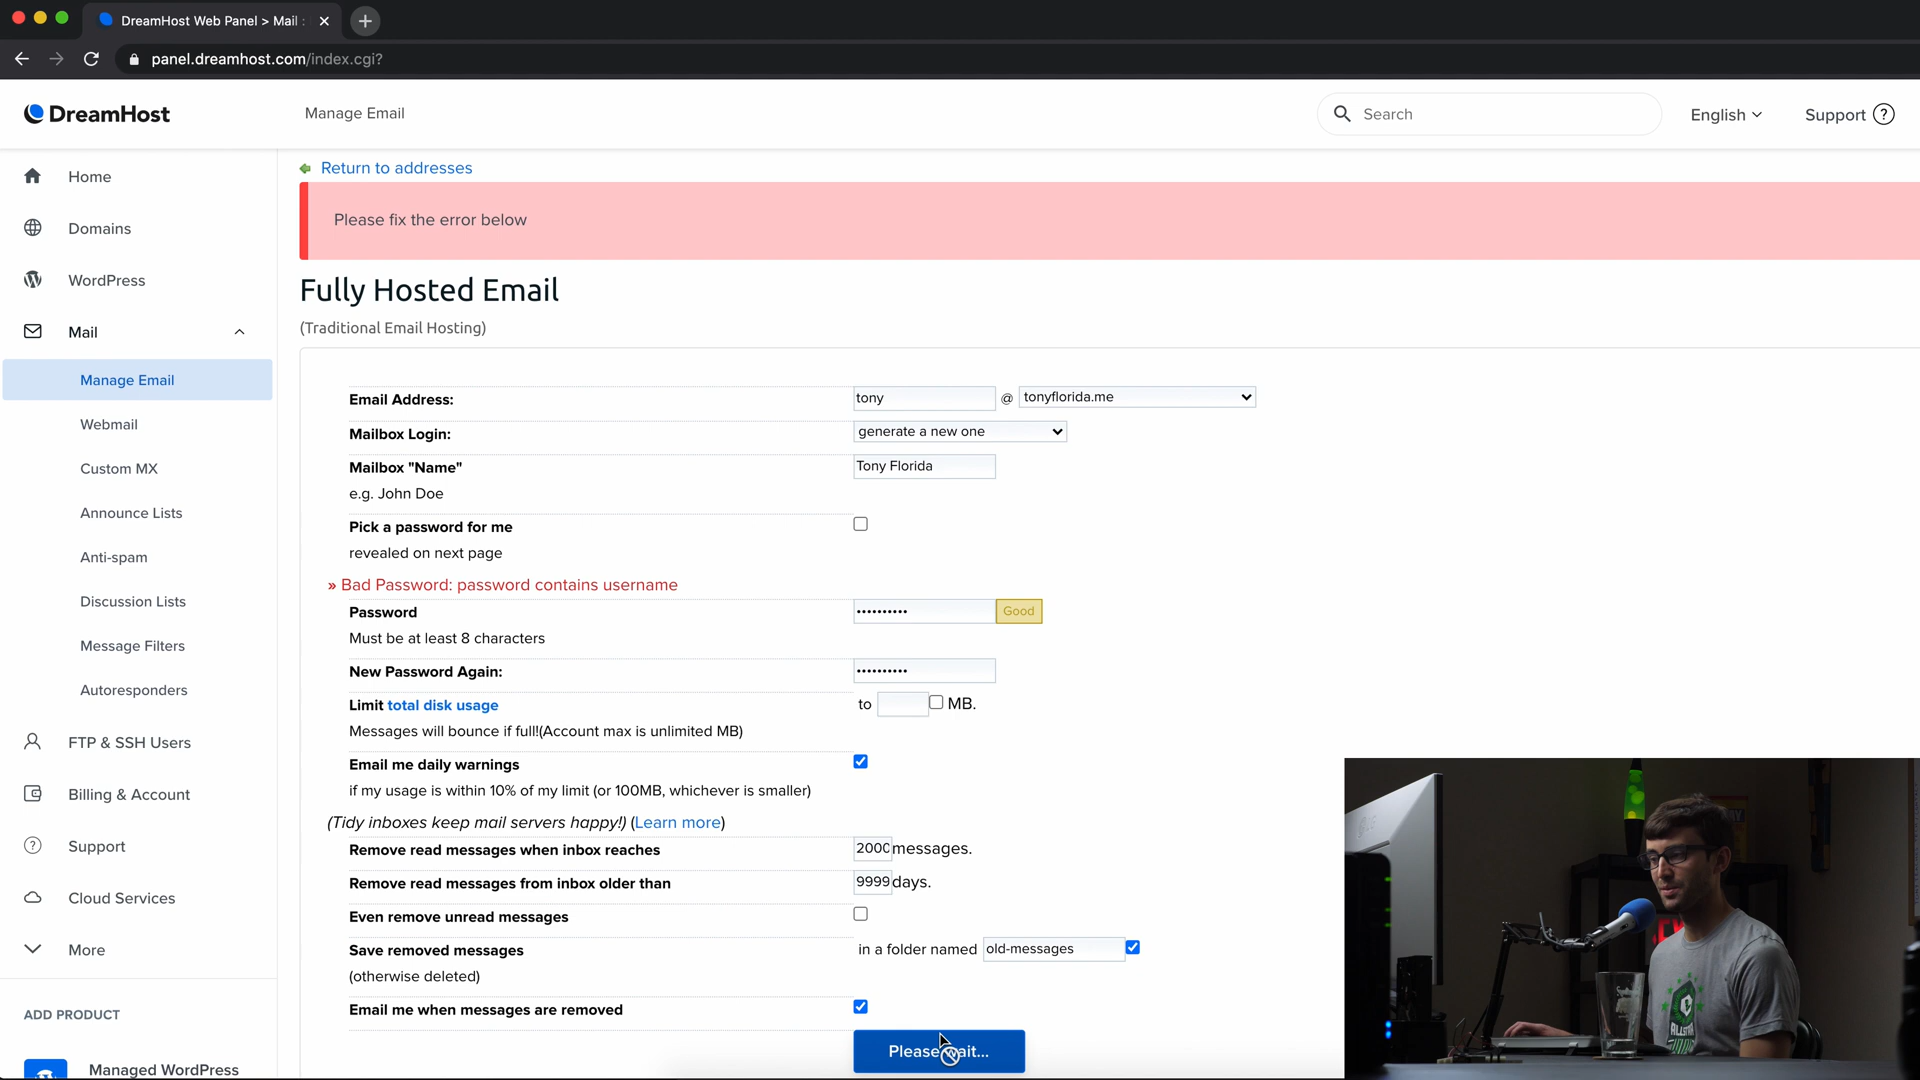 DreamHost Web Panel > Mail :
panel.dreamhost.com/index.cgi?
DreamHost
Manage Email
Search
English
Support
Return to addresses
Please fix the error below
Home
Domains
WordPress
Mail
Manage Email
Webmail
Custom MX
Announce Lists
Anti-spam
Discussion Lists
Message Filters
Autoresponders
FTP & SSH Users
Billing & Account
Support
Cloud Services
More
ADD PRODUCT
Managed WordPress
Fully Hosted Email
(Traditional Email Hosting)
Email Address: tony @ tonyflorida.me
Mailbox Login: generate a new one
Mailbox "Name" Tony Florida
e.g. John Doe
Pick a password for me
revealed on next page
» Bad Password: password contains username
Password •••••••••• Good
Must be at least 8 characters
New Password Again: ••••••••••
Limit total disk usage to MB.
Messages will bounce if full!(Account max is unlimited MB)
Email me daily warnings
if my usage is within 10% of my limit (or 100MB, whichever is smaller)
(Tidy inboxes keep mail servers happy!) (Learn more)
Remove read messages when inbox reaches 2000 messages.
Remove read messages from inbox older than 9999 days.
Even remove unread messages
Save removed messages in a folder named old-messages
(otherwise deleted)
Email me when messages are removed
Please wait...